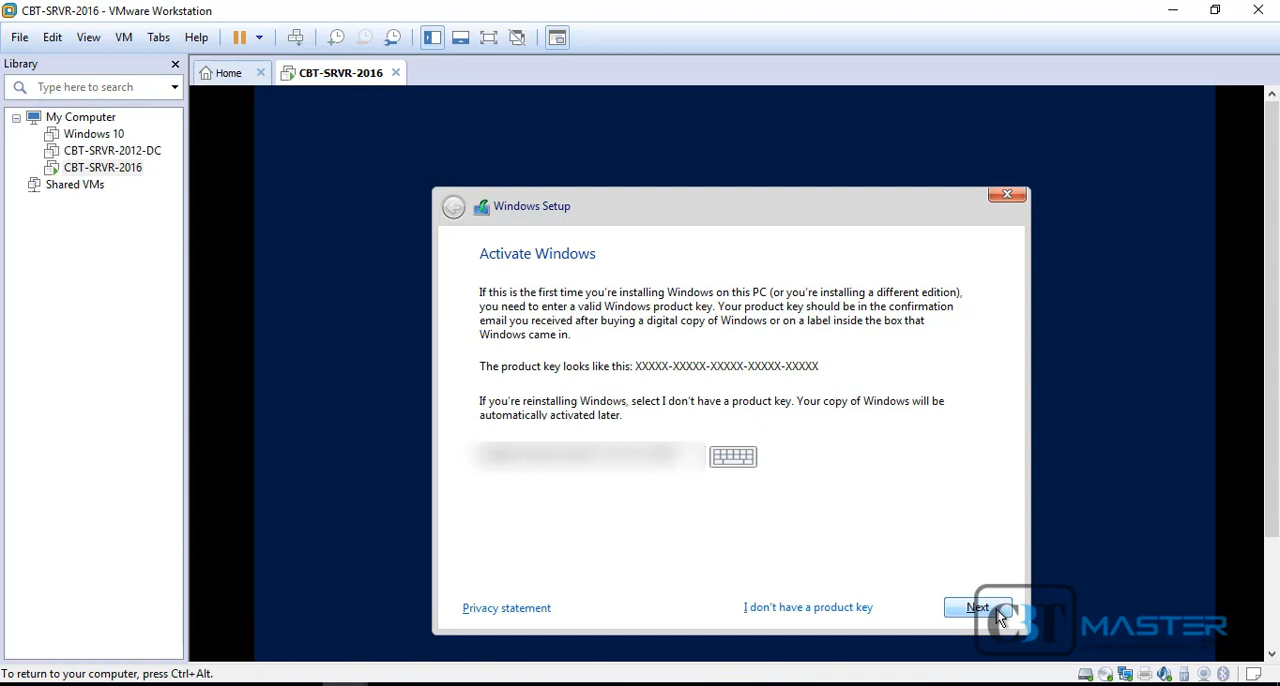 CBT-SRVR-2016 - VMware Workstation
File Edit View VM Tabs Help
Library
Type here to search
My Computer
Windows 10
CBT-SRVR-2012-DC
CBT-SRVR-2016
Shared VMs
Home
CBT-SRVR-2016
Windows Setup
Activate Windows
If this is the first time you're installing Windows on this PC (or you're installing a different edition),
you need to enter a valid Windows product key. Your product key should be in the confirmation
email you received after buying a digital copy of Windows or on a label inside the box that
Windows came in.
The product key looks like this: XXXXX-XXXXX-XXXXX-XXXXX-XXXXX
If you're reinstalling Windows, select I don't have a product key. Your copy of Windows will be
automatically activated later.
Privacy statement
I don't have a product key
Next
CBT MASTER
To return to your computer, press Ctrl+Alt.